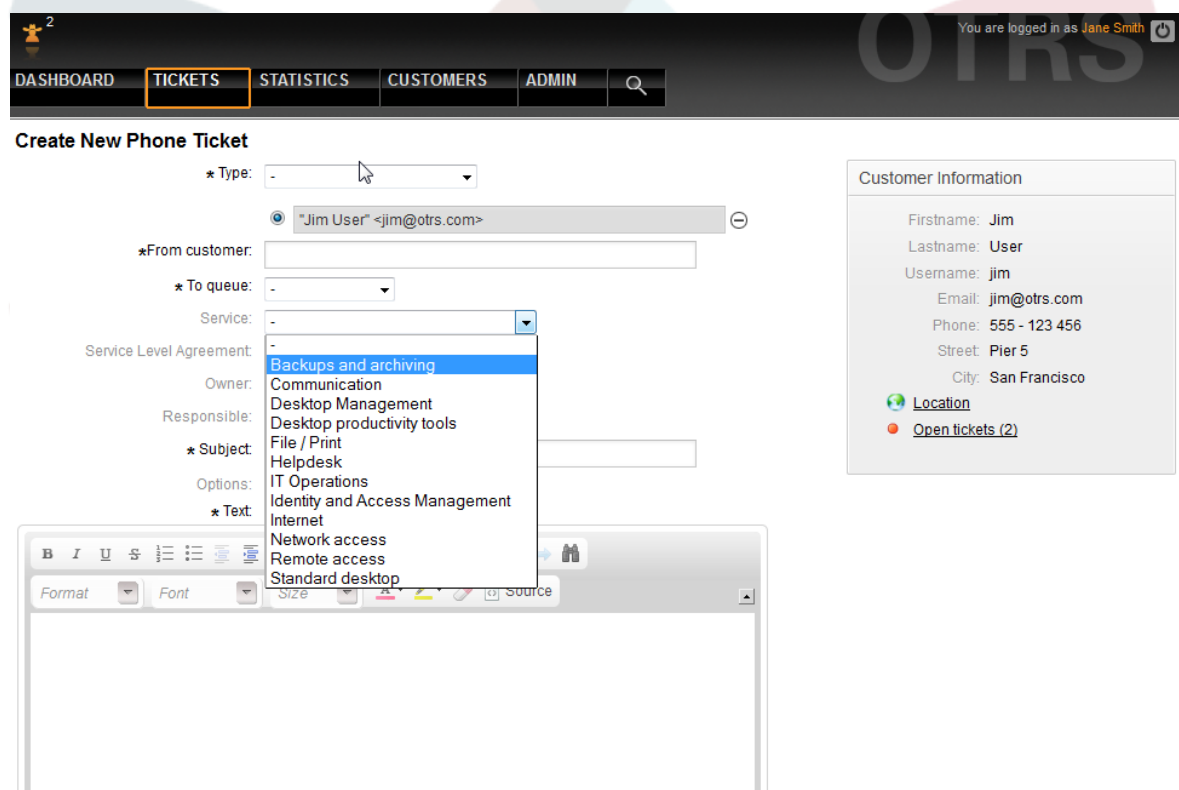 2
You are logged in as Jane Smith
OTRS
DASHBOARD TICKETS STATISTICS CUSTOMERS ADMIN
Create New Phone Ticket
* Type: -
"Jim User" <jim@otrs.com>
*From customer:
* To queue: -
Service: -
Service Level Agreement:
Owner:
Responsible:
* Subject:
Options:
* Text:
-
Backups and archiving
Communication
Desktop Management
Desktop productivity tools
File / Print
Helpdesk
IT Operations
Identity and Access Management
Internet
Network access
Remote access
Standard desktop
B I U S
Format Font Size A Source
Customer Information
Firstname: Jim
Lastname: User
Username: jim
Email: jim@otrs.com
Phone: 555 - 123 456
Street: Pier 5
City: San Francisco
Location
Open tickets (2)